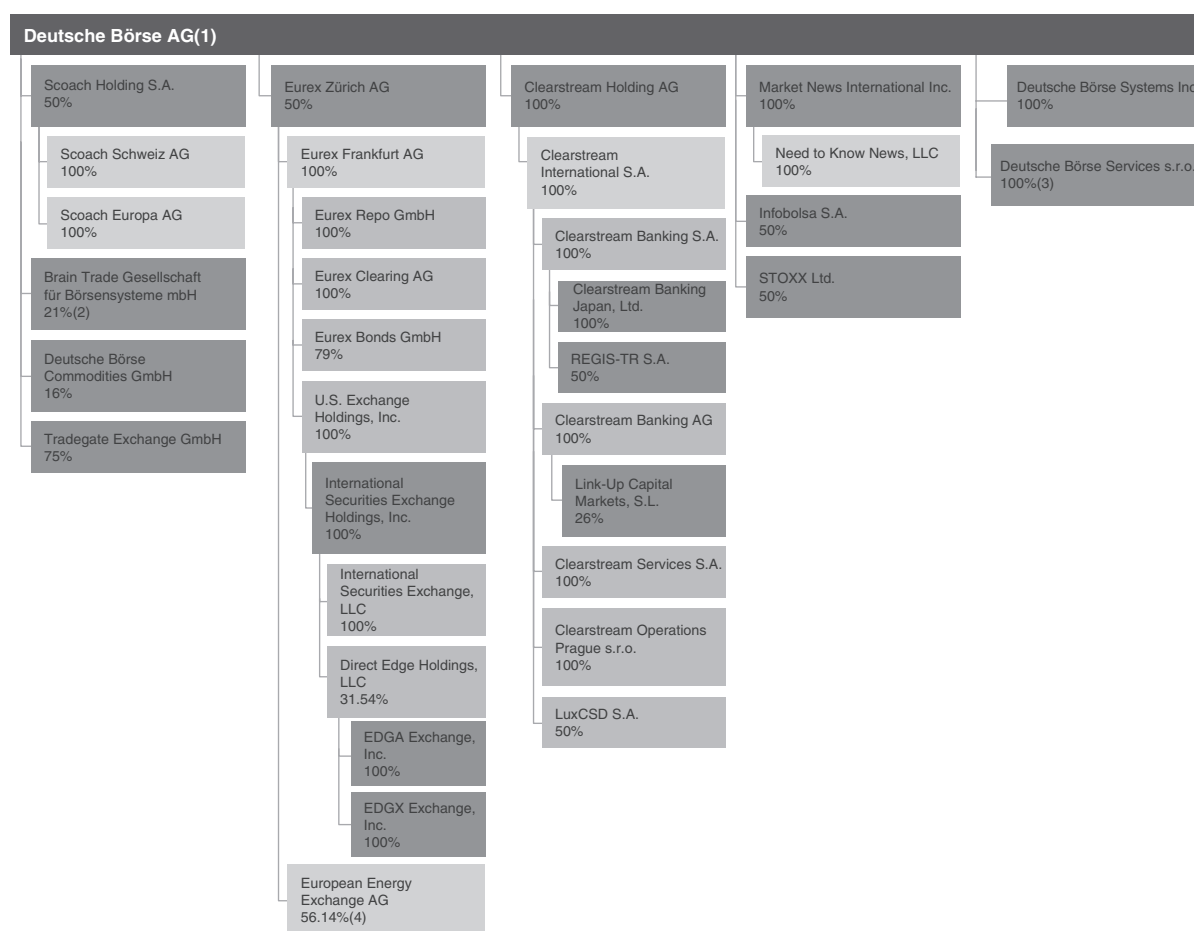 Deutsche Börse AG(1)
Scoach Holding S.A.
50%
Scoach Schweiz AG
100%
Scoach Europa AG
100%
Brain Trade Gesellschaft
für Börsensysteme mbH
21%(2)
Deutsche Börse
Commodities GmbH
16%
Tradegate Exchange GmbH
75%
Eurex Zürich AG
50%
Eurex Frankfurt AG
100%
Eurex Repo GmbH
100%
Eurex Clearing AG
100%
Eurex Bonds GmbH
79%
U.S. Exchange
Holdings, Inc.
100%
International
Securities Exchange
Holdings, Inc.
100%
International
Securities Exchange,
LLC
100%
Direct Edge Holdings,
LLC
31.54%
EDGA Exchange,
Inc.
100%
EDGX Exchange,
Inc.
100%
European Energy
Exchange AG
56.14%(4)
Clearstream Holding AG
100%
Clearstream
International S.A.
100%
Clearstream Banking S.A.
100%
Clearstream Banking
Japan, Ltd.
100%
REGIS-TR S.A.
50%
Clearstream Banking AG
100%
Link-Up Capital
Markets, S.L.
26%
Clearstream Services S.A.
100%
Clearstream Operations
Prague s.r.o.
100%
LuxCSD S.A.
50%
Market News International Inc.
100%
Need to Know News, LLC
100%
Infobolsa S.A.
50%
STOXX Ltd.
50%
Deutsche Börse Systems Inc
100%
Deutsche Börse Services s.r.o.
100%(3)